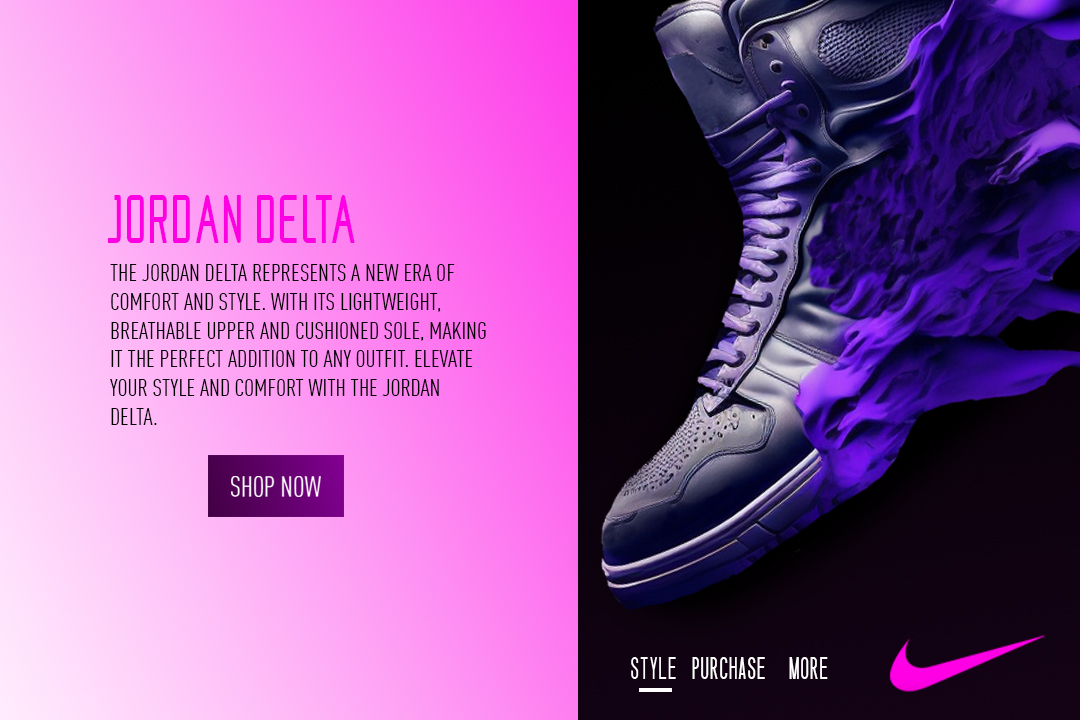 JORDAN DELTA
THE JORDAN DELTA REPRESENTS A NEW ERA OF
COMFORT AND STYLE. WITH ITS LIGHTWEIGHT,
BREATHABLE UPPER AND CUSHIONED SOLE, MAKING
IT THE PERFECT ADDITION TO ANY OUTFIT. ELEVATE
YOUR STYLE AND COMFORT WITH THE JORDAN
DELTA.
SHOP NOW
STYLE PURCHASE MORE